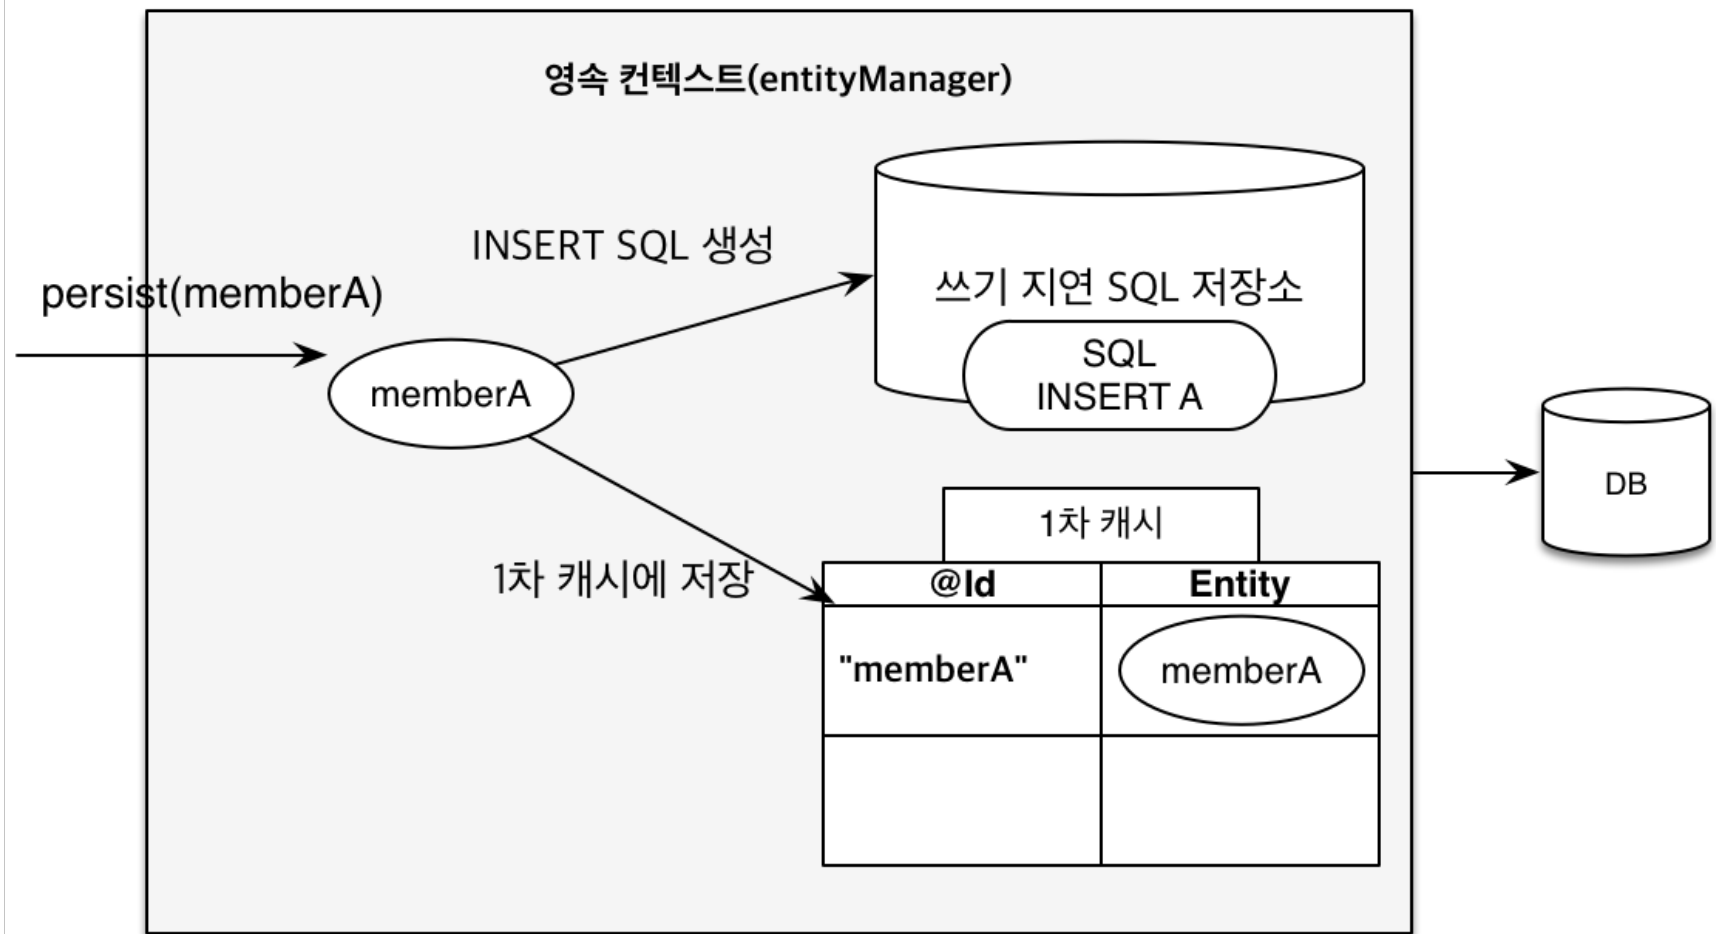 영속 컨텍스트(entityManager)
INSERT SQL 생성
persist(memberA)
memberA
쓰기 지연 SQL 저장소
SQL
INSERT A
DB
1차 캐시
1차 캐시에 저장
@Id Entity
"memberA" memberA